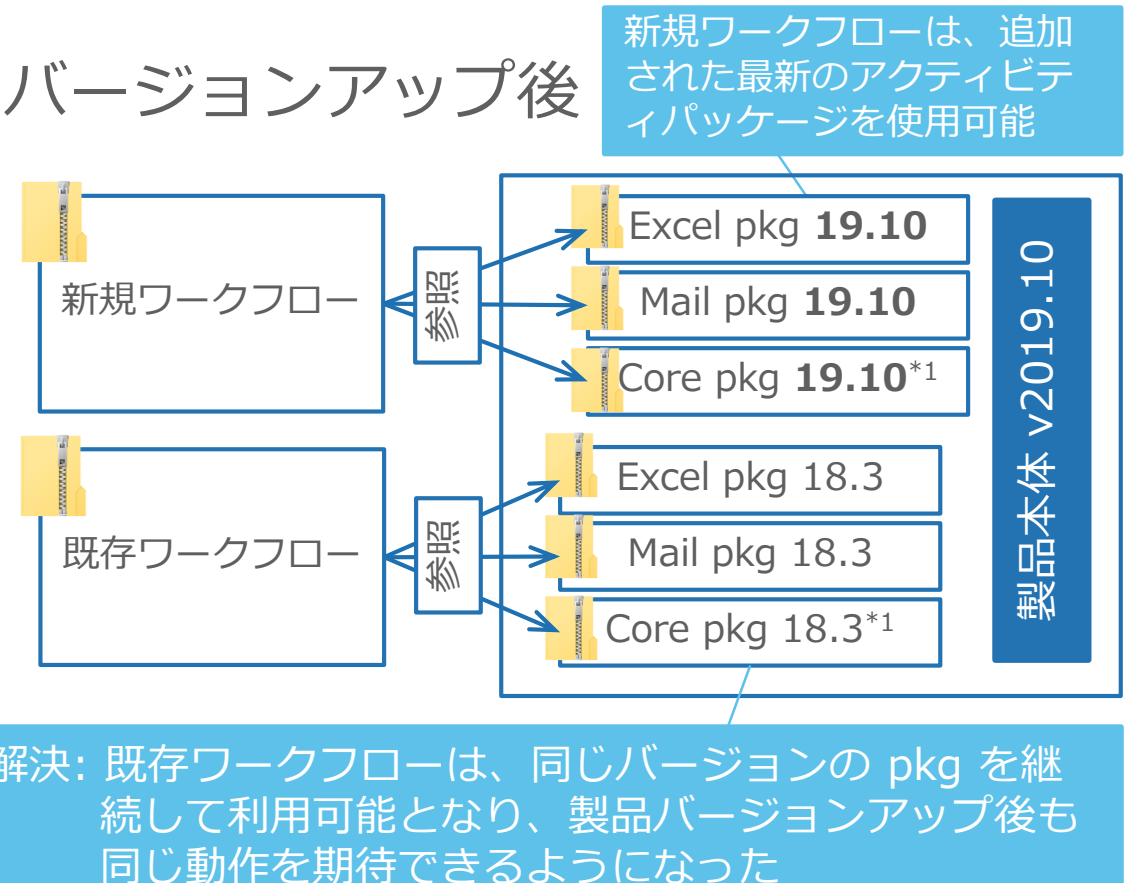 バージョンアップ後
新規ワークフローは、追加
された最新のアクティビテ
ィパッケージを使用可能
新規ワークフロー
参照
Excel pkg 19.10
Mail pkg 19.10
Core pkg 19.10*1
既存ワークフロー
参照
Excel pkg 18.3
Mail pkg 18.3
Core pkg 18.3*1
製品本体 v2019.10
解決: 既存ワークフローは、同じバージョンの pkg を継
続して利用可能となり、製品バージョンアップ後も
同じ動作を期待できるようになった